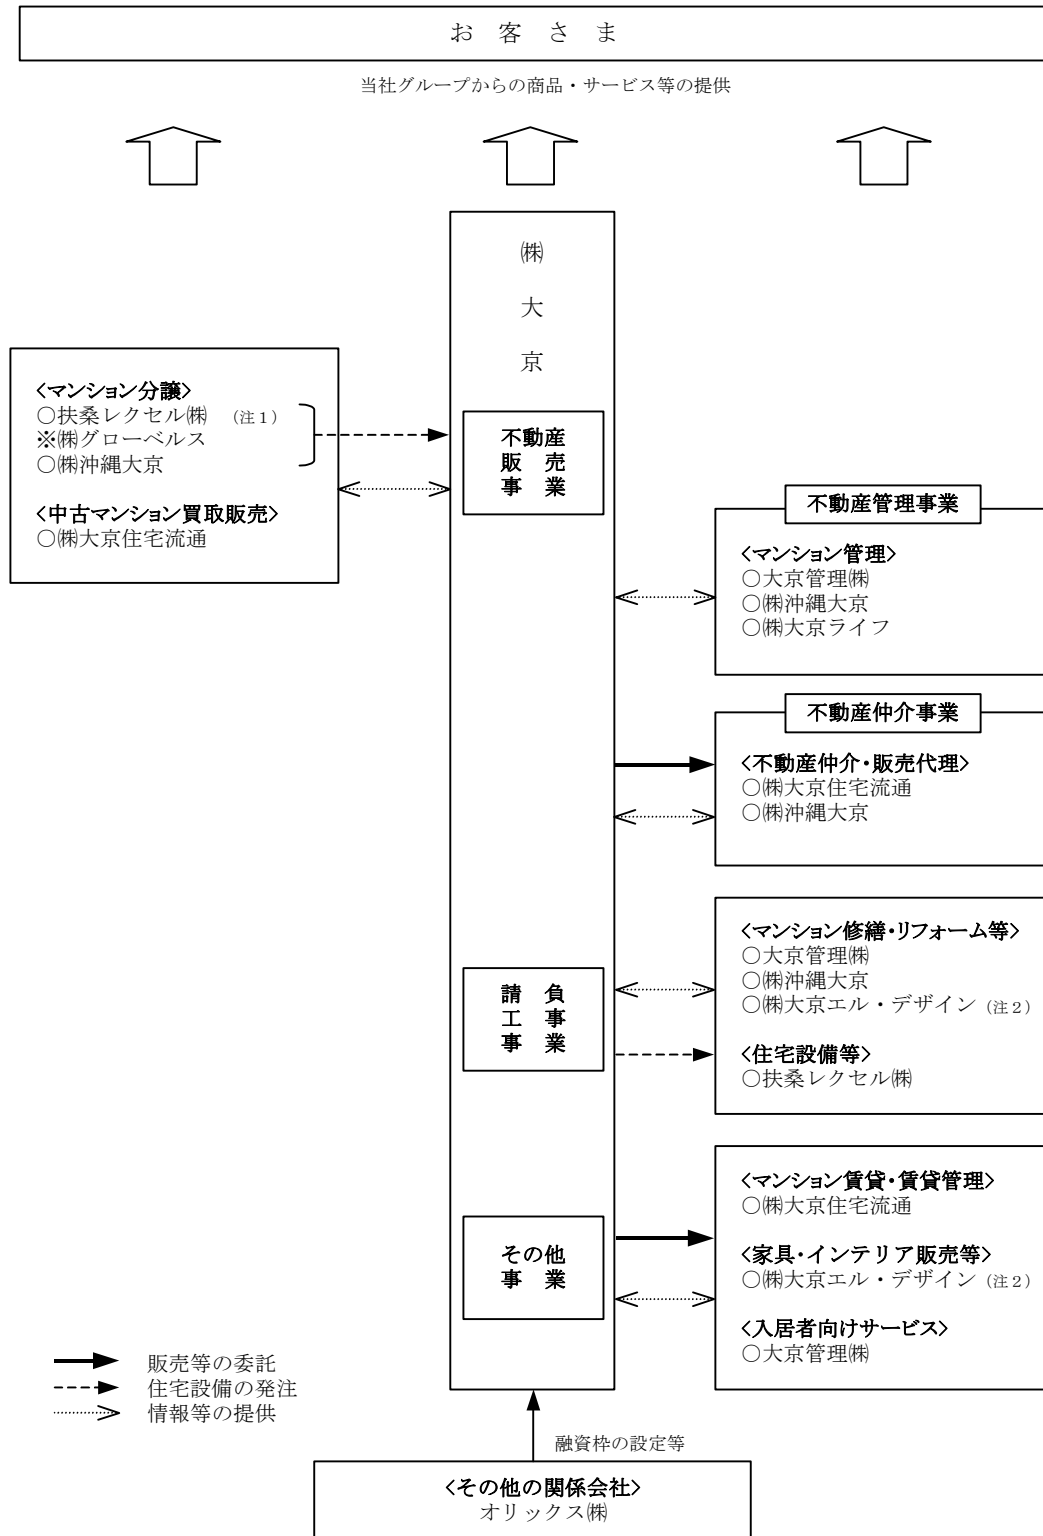 お 客 さ ま
当社グループからの商品・サービス等の提供
㈱
大
京
<マンション分譲>
○扶桑レクセル㈱ (注1)
※㈱グローベルス
○㈱沖縄大京
<中古マンション買取販売>
○㈱大京住宅流通
不動産
販 売
事 業
不動産管理事業
<マンション管理>
○大京管理㈱
○㈱沖縄大京
○㈱大京ライフ
不動産仲介事業
<不動産仲介・販売代理>
○㈱大京住宅流通
○㈱沖縄大京
請 負
工 事
事 業
<マンション修繕・リフォーム等>
○大京管理㈱
○㈱沖縄大京
○㈱大京エル・デザイン (注2)
<住宅設備等>
○扶桑レクセル㈱
その他
事 業
<マンション賃貸・賃貸管理>
○㈱大京住宅流通
<家具・インテリア販売等>
○㈱大京エル・デザイン (注2)
<入居者向けサービス>
○大京管理㈱
販売等の委託
住宅設備の発注
情報等の提供
融資枠の設定等
<その他の関係会社>
オリックス㈱